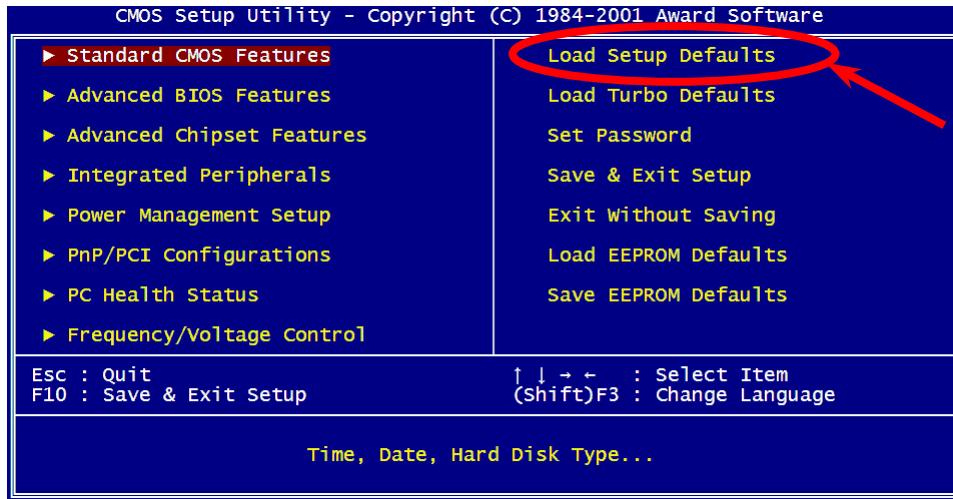 CMOS Setup Utility - Copyright (C) 1984-2001 Award Software
► Standard CMOS Features
► Advanced BIOS Features
► Advanced Chipset Features
► Integrated Peripherals
► Power Management Setup
► PnP/PCI Configurations
► PC Health Status
► Frequency/Voltage Control
Load Setup Defaults
Load Turbo Defaults
Set Password
Save & Exit Setup
Exit Without Saving
Load EEPROM Defaults
Save EEPROM Defaults
Esc : Quit
F10 : Save & Exit Setup
↑ ↓ → ← : Select Item
(Shift)F3 : Change Language
Time, Date, Hard Disk Type...